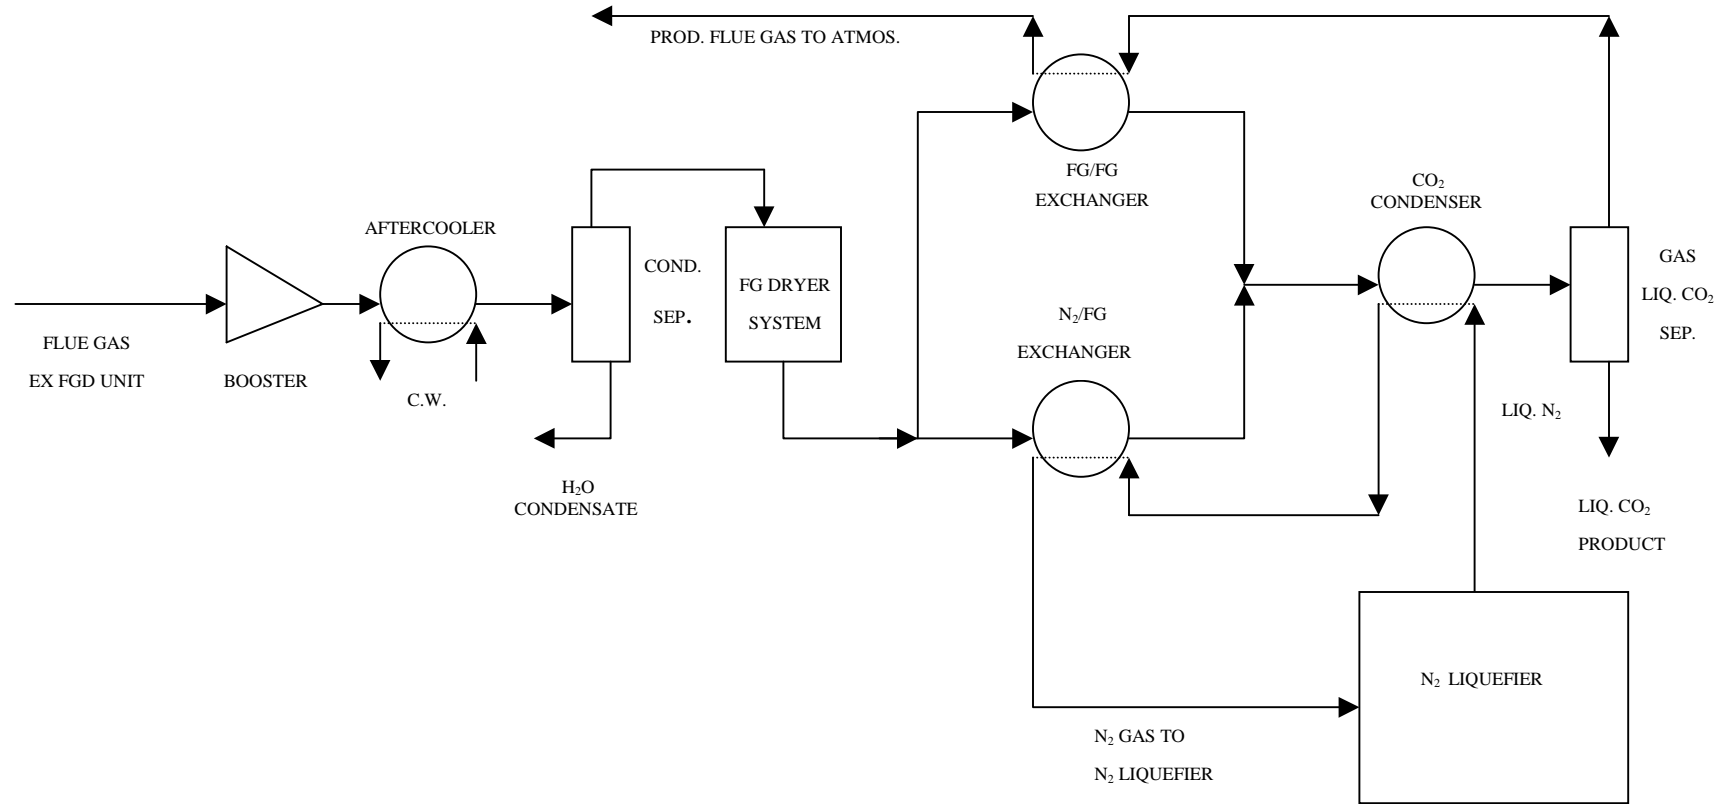 PROD. FLUE GAS TO ATMOS.
FG/FG
EXCHANGER
CO₂
CONDENSER
AFTERCOOLER
COND.
SEP.
FG DRYER
SYSTEM
GAS
LIQ. CO₂
SEP.
N₂/FG
EXCHANGER
FLUE GAS
EX FGD UNIT
BOOSTER
C.W.
LIQ. N₂
H₂O
CONDENSATE
LIQ. CO₂
PRODUCT
N₂ LIQUEFIER
N₂ GAS TO
N₂ LIQUEFIER